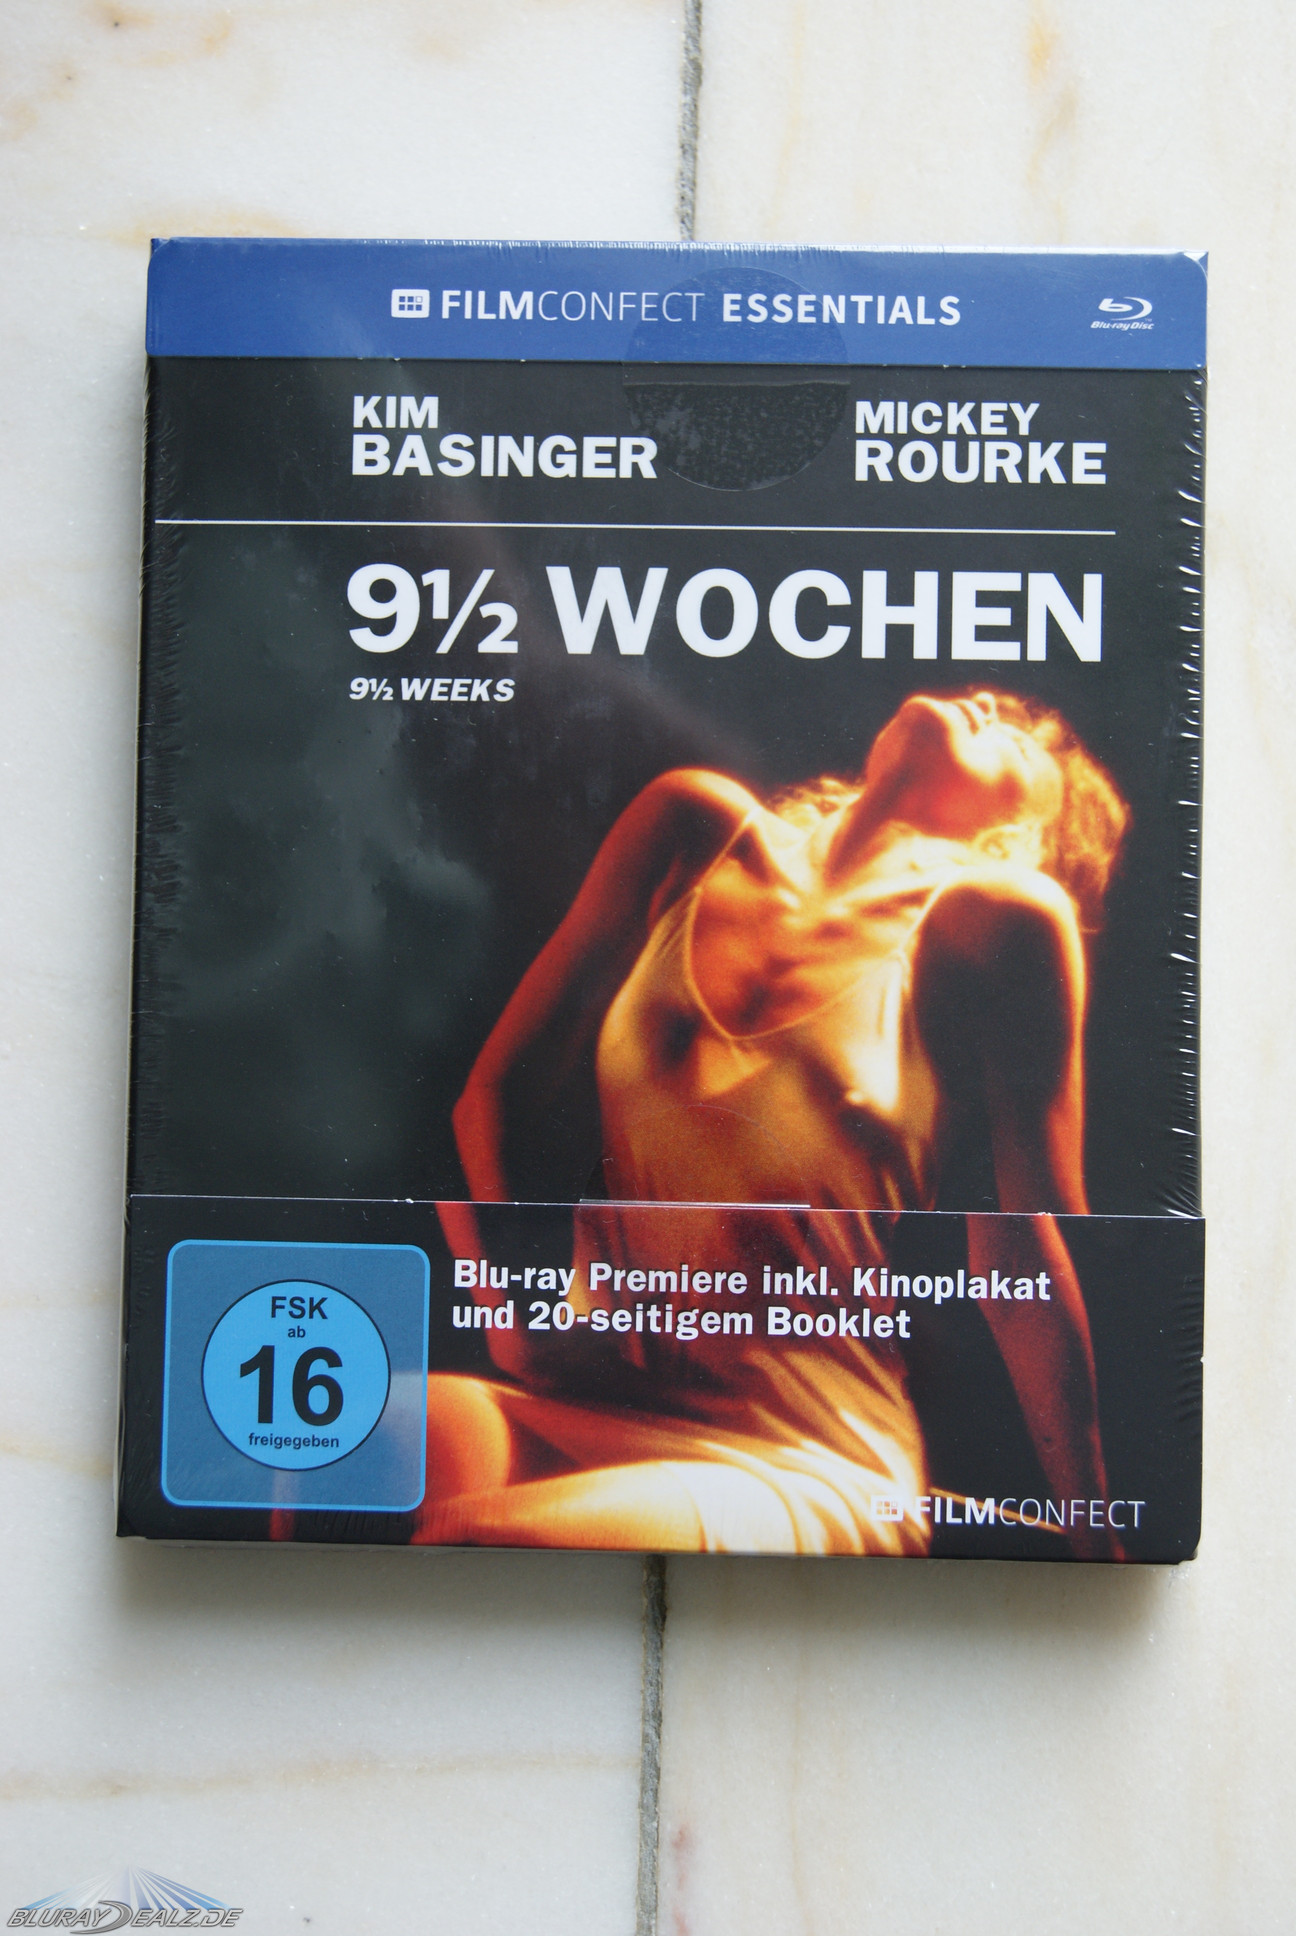 FILMCONFECT ESSENTIALS
Blu-ray Disc
KIM
BASINGER
MICKEY
ROURKE
9½ WOCHEN
9½ WEEKS
Blu-ray Premiere inkl. Kinoplakat
und 20-seitigem Booklet
FSK
ab
16
freigegeben
FILMCONFECT
BLURAYDEALZ.DE